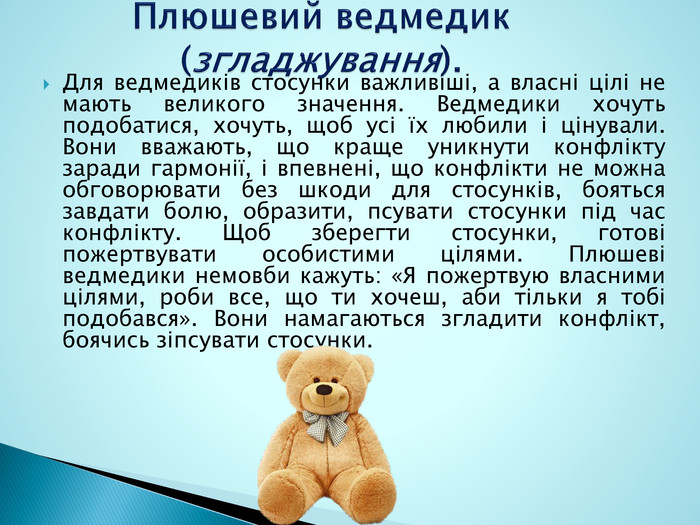 Плюшевий ведмедик
(згладжування).
Для ведмедиків стосунки важливіші, а власні цілі не
мають великого значення. Ведмедики хочуть
подобатися, хочуть, щоб усі їх любили і цінували.
Вони вважають, що краще уникнути конфлікту
заради гармонії, і впевнені, що конфлікти не можна
обговорювати без шкоди для стосунків, бояться
завдати болю, образити, псувати стосунки під час
конфлікту. Щоб зберегти стосунки, готові
пожертвувати особистими цілями. Плюшеві
ведмедики немовби кажуть: «Я пожертвую власними
цілями, роби все, що ти хочеш, аби тільки я тобі
подобався». Вони намагаються згладити конфлікт,
боячись зіпсувати стосунки.